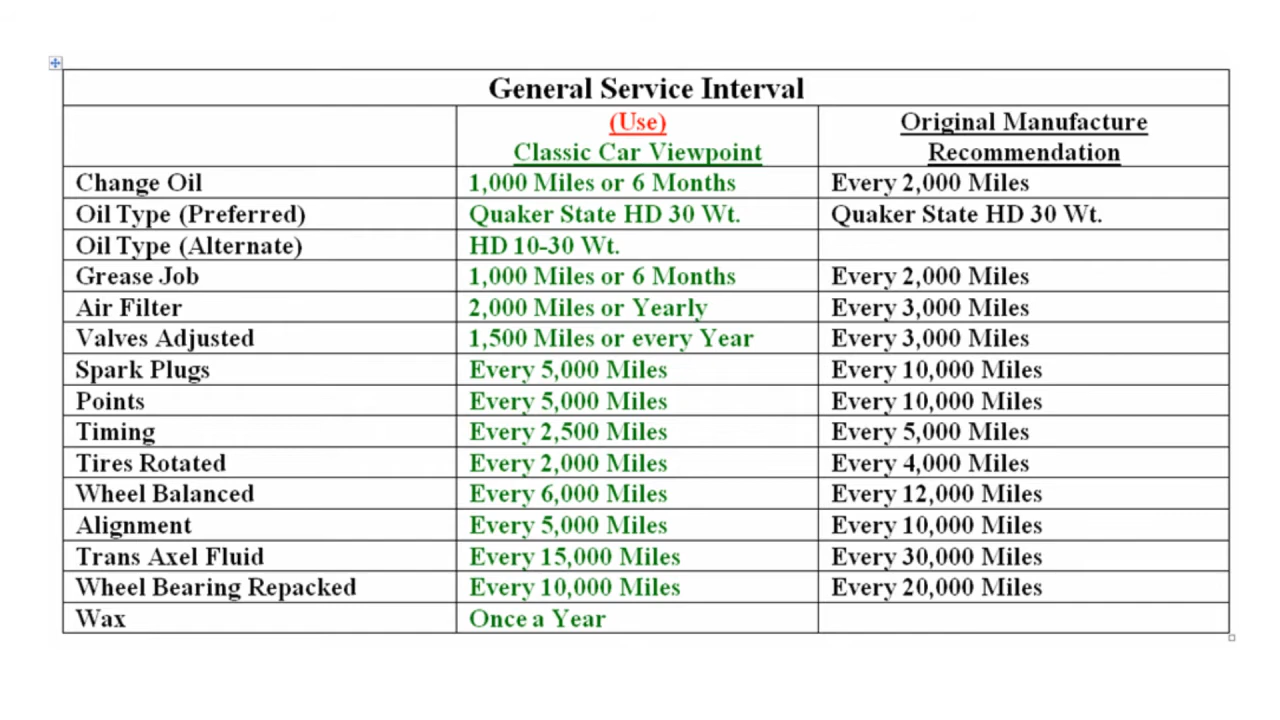 General Service Interval
(Use)
Classic Car Viewpoint
Original Manufacture
Recommendation
Change Oil 1,000 Miles or 6 Months Every 2,000 Miles
Oil Type (Preferred) Quaker State HD 30 Wt. Quaker State HD 30 Wt.
Oil Type (Alternate) HD 10-30 Wt.
Grease Job 1,000 Miles or 6 Months Every 2,000 Miles
Air Filter 2,000 Miles or Yearly Every 3,000 Miles
Valves Adjusted 1,500 Miles or every Year Every 3,000 Miles
Spark Plugs Every 5,000 Miles Every 10,000 Miles
Points Every 5,000 Miles Every 10,000 Miles
Timing Every 2,500 Miles Every 5,000 Miles
Tires Rotated Every 2,000 Miles Every 4,000 Miles
Wheel Balanced Every 6,000 Miles Every 12,000 Miles
Alignment Every 5,000 Miles Every 10,000 Miles
Trans Axel Fluid Every 15,000 Miles Every 30,000 Miles
Wheel Bearing Repacked Every 10,000 Miles Every 20,000 Miles
Wax Once a Year